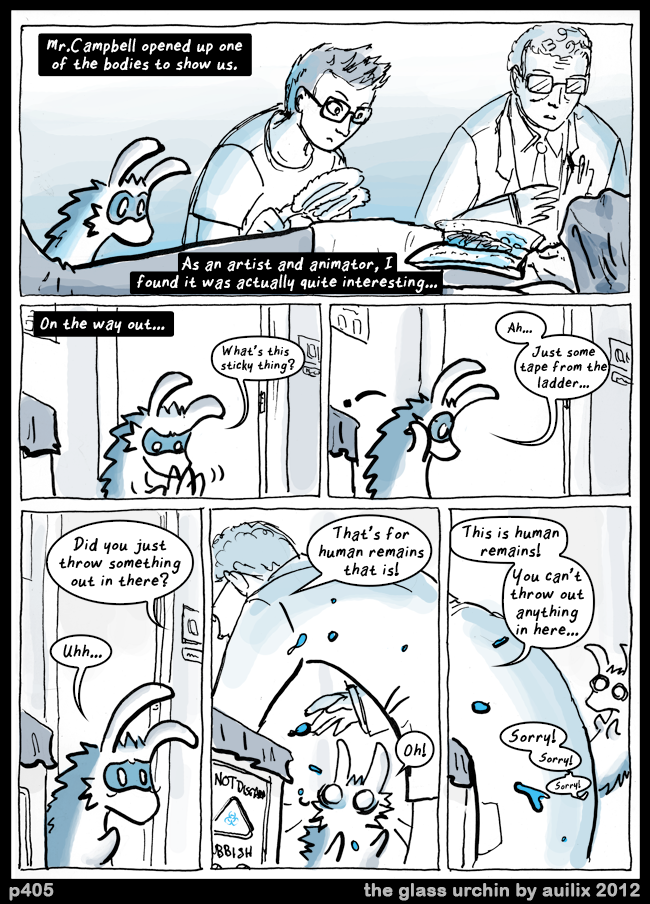 Mr.Campbell opened up one
of the bodies to show us.
As an artist and animator, I
found it was actually quite interesting...
On the way out...
What's this
sticky thing?
Ah...
Just some
tape from the
ladder...
Did you just
throw something
out in there?
Uhh...
That's for
human remains
that is!
Oh!
NOT
BBISH
This is human
remains!
You can't
throw out
anything
in here...
Sorry!
Sorry!
Sorry!
p405
the glass urchin by auilix 2012